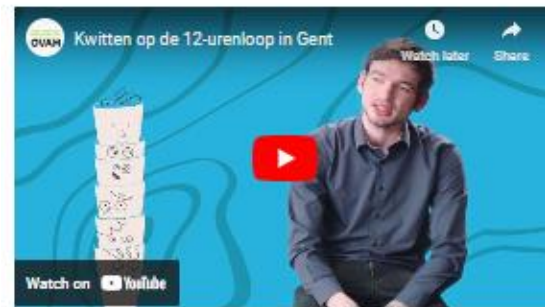 OVAM Kwitten op de 12-urenloop in Gent
Watch later Share
Watch on YouTube